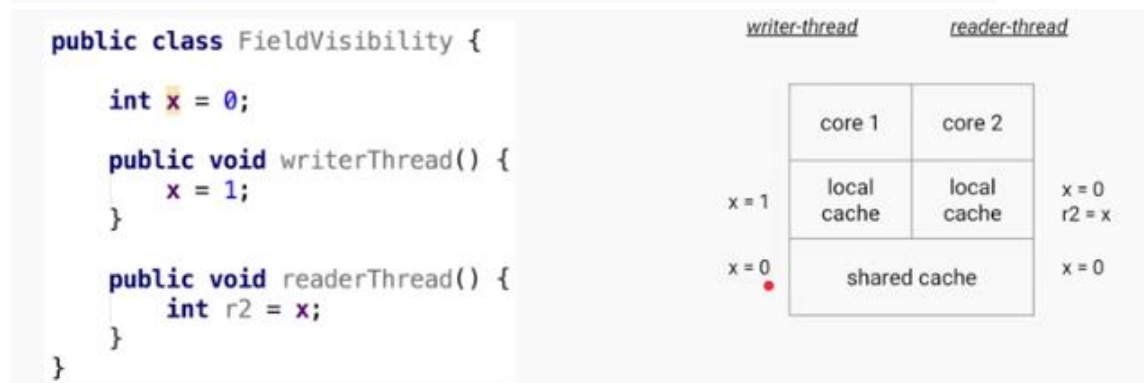 public class FieldVisibility {
int x = 0;
public void writerThread() {
x = 1;
}
public void readerThread() {
int r2 = x;
}
}
writer-thread reader-thread
core 1 core 2
local cache
local cache
x = 1
x = 0
r2 = x
x = 0
shared cache
x = 0